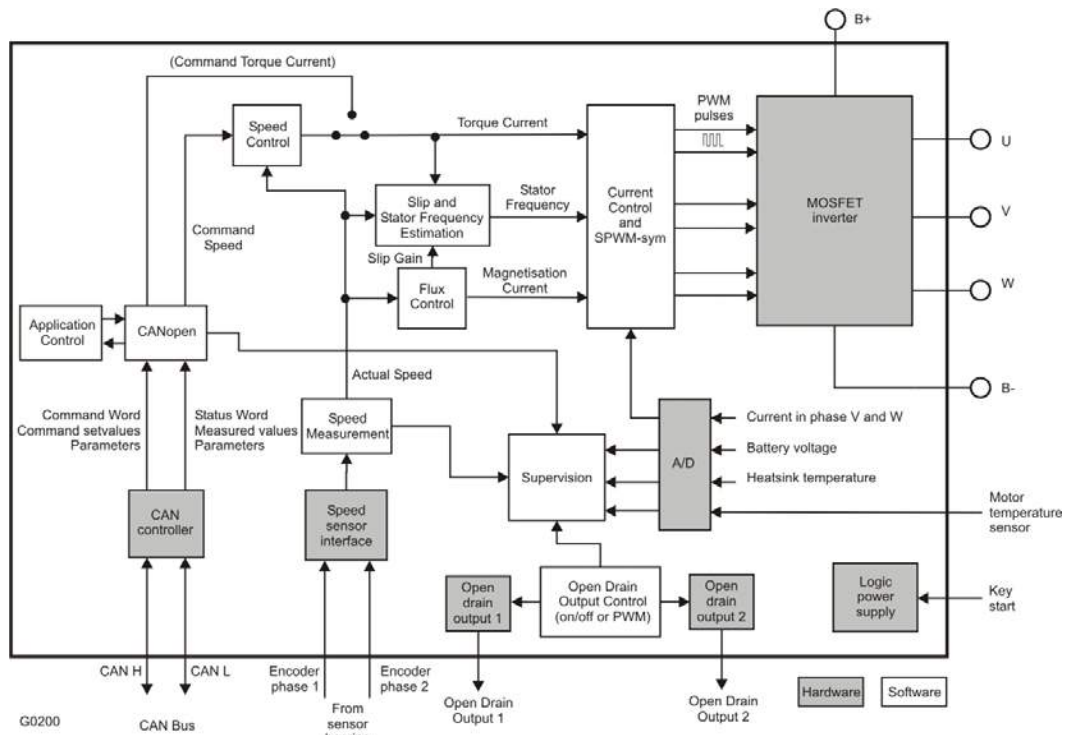 B+
(Command Torque Current)
PWM
pulses
Speed
Control
Torque Current
U
Slip and
Stator Frequency
Estimation
Stator
Frequency
Current
Control
and
SPWM-sym
MOSFET
inverter
V
Command
Speed
Slip Gain
Flux
Control
Magnetisation
Current
W
Application
Control
CANopen
Actual Speed
B-
Command Word
Command setvalues
Parameters
Status Word
Measured values
Parameters
Speed
Measurement
Supervision
A/D
Current in phase V and W
Battery voltage
Heatsink temperature
Motor
temperature
sensor
CAN
controller
Speed
sensor
interface
Open
drain
output 1
Open Drain
Output Control
(on/off or PWM)
Open
drain
output 2
Logic
power
supply
Key
start
CAN H
CAN L
Encoder
phase 1
Encoder
phase 2
Open Drain
Output 1
Open Drain
Output 2
Hardware
Software
G0200
CAN Bus
From
sensor